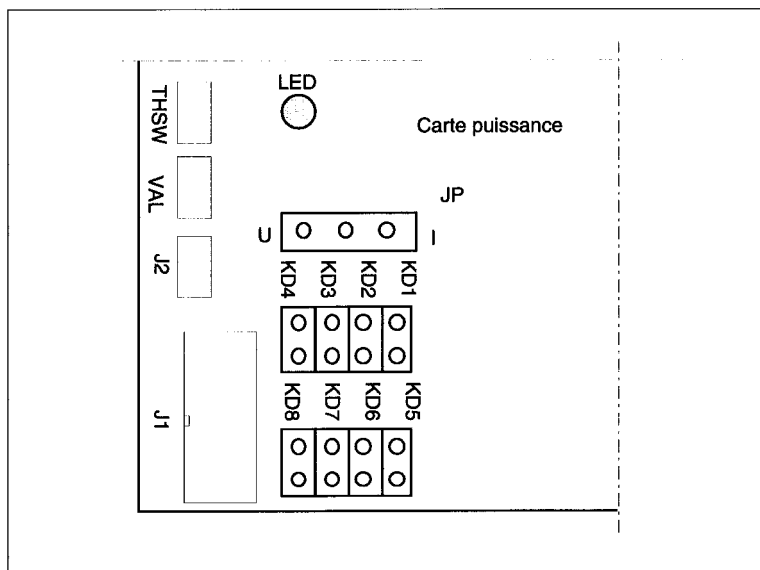 LED
THSW
Carte puissance
VAL
JP
U
I
J2
KD4 KD3 KD2 KD1
KD8 KD7 KD6 KD5
J1